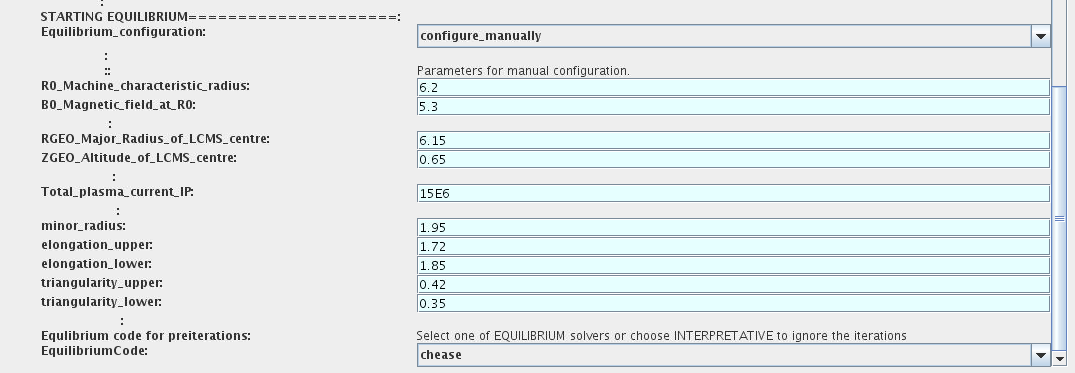 :
STARTING EQUILIBRIUM=====================:
Equilibrium_configuration: configure_manually
:
:: Parameters for manual configuration.
R0_Machine_characteristic_radius: 6.2
B0_Magnetic_field_at_R0: 5.3
:
RGEO_Major_Radius_of_LCMS_centre: 6.15
ZGEO_Altitude_of_LCMS_centre: 0.65
:
Total_plasma_current_IP: 15E6
:
minor_radius: 1.95
elongation_upper: 1.72
elongation_lower: 1.85
triangularity_upper: 0.42
triangularity_lower: 0.35
:
Equlibrium code for preiterations: Select one of EQUILIBRIUM solvers or choose INTERPRETATIVE to ignore the iterations
EquilibriumCode: chease